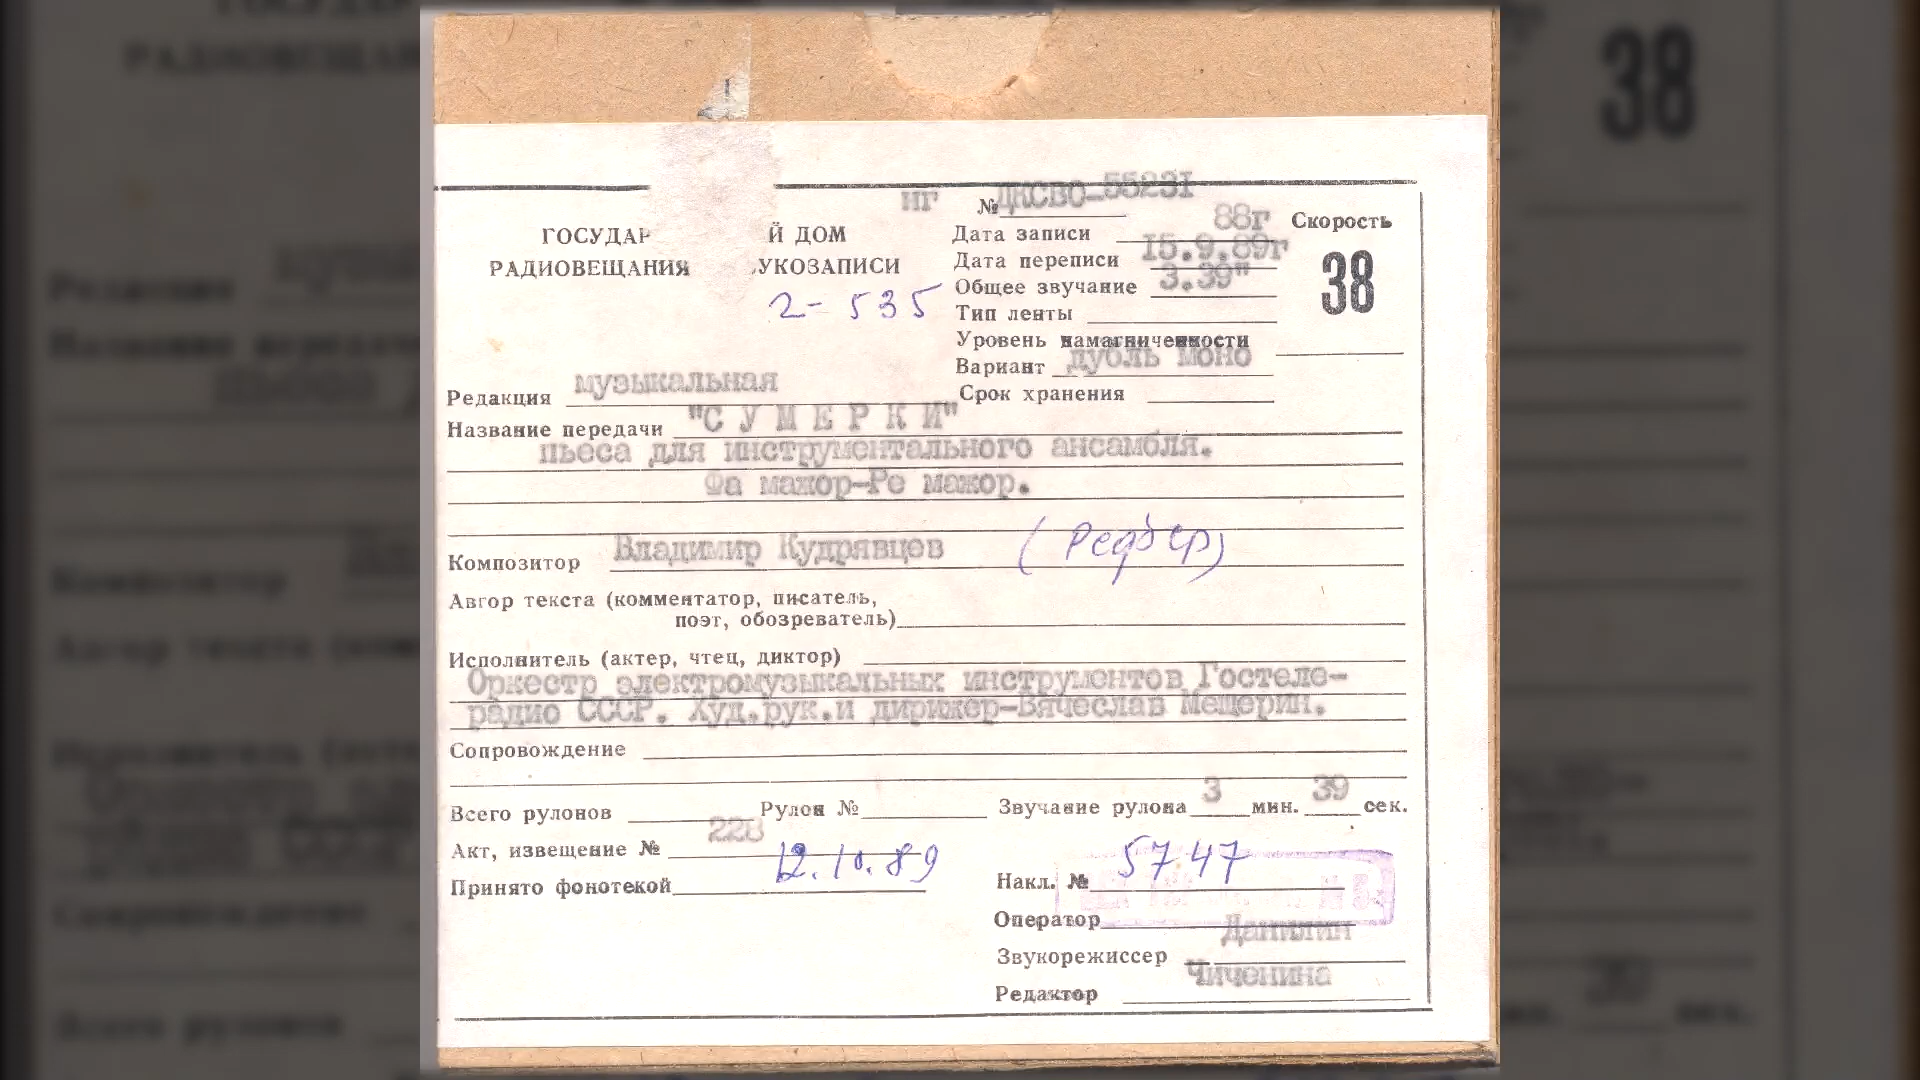 нг № ДКСВС-55231
ГОСУДАР Й ДОМ
РАДИОВЕЩАНИЯ УКОЗАПИСИ
2-535
Дата записи 88г
Дата переписи 15.9.89г
Общее звучание 3.39"
Тип ленты
Уровень намагниченности
Вариант дубль моно
Срок хранения
Скорость
38
Редакция музыкальная
Название передачи "С У М Е Р К И"
пьеса для инструментального ансамбля.
Фа мажор-Ре мажор.
Композитор Владимир Кудрявцев
Автор текста (комментатор, писатель,
поэт, обозреватель)
Исполнитель (актер, чтец, диктор)
Оркестр электромузыкальных инструментов Гостеле-
радио СССР. Худ.рук.и дирижер-Вячеслав Мещерин.
Сопровождение
Всего рулонов Рулон № Звучание рулона 3 мин. 39 сек.
Акт, извещение № 228
Принято фонотекой 12.10.89
Накл. № 5747
Оператор
Данилин
Звукорежиссер
Чиченина
Редактор